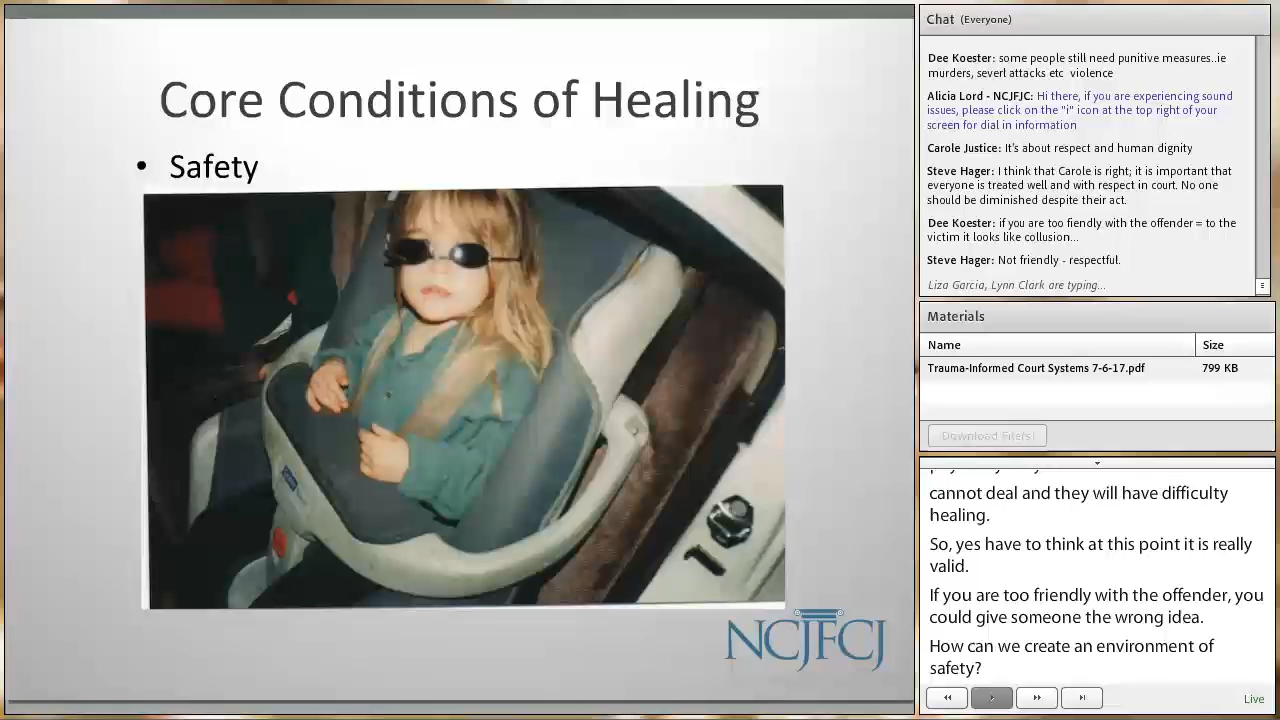 Core Conditions of Healing
• Safety
NCJFCJ
Chat (Everyone)
Dee Koester: some people still need punitive measures..ie
murders, severl attacks etc violence
Alicia Lord - NCJFJC: Hi there, if you are experiencing sound
issues, please click on the "i" icon at the top right of your
screen for dial in information
Carole Justice: It's about respect and human dignity
Steve Hager: I think that Carole is right; it is important that
everyone is treated well and with respect in court. No one
should be diminished despite their act.
Dee Koester: if you are too fiendly with the offender = to the
victim it looks like collusion...
Steve Hager: Not friendly - respectful.
Liza Garcia, Lynn Clark are typing...
Materials
Name Size
Trauma-Informed Court Systems 7-6-17.pdf 799 KB
Download File(s)
cannot deal and they will have difficulty
healing.
So, yes have to think at this point it is really
valid.
If you are too friendly with the offender, you
could give someone the wrong idea.
How can we create an environment of
safety?
Live